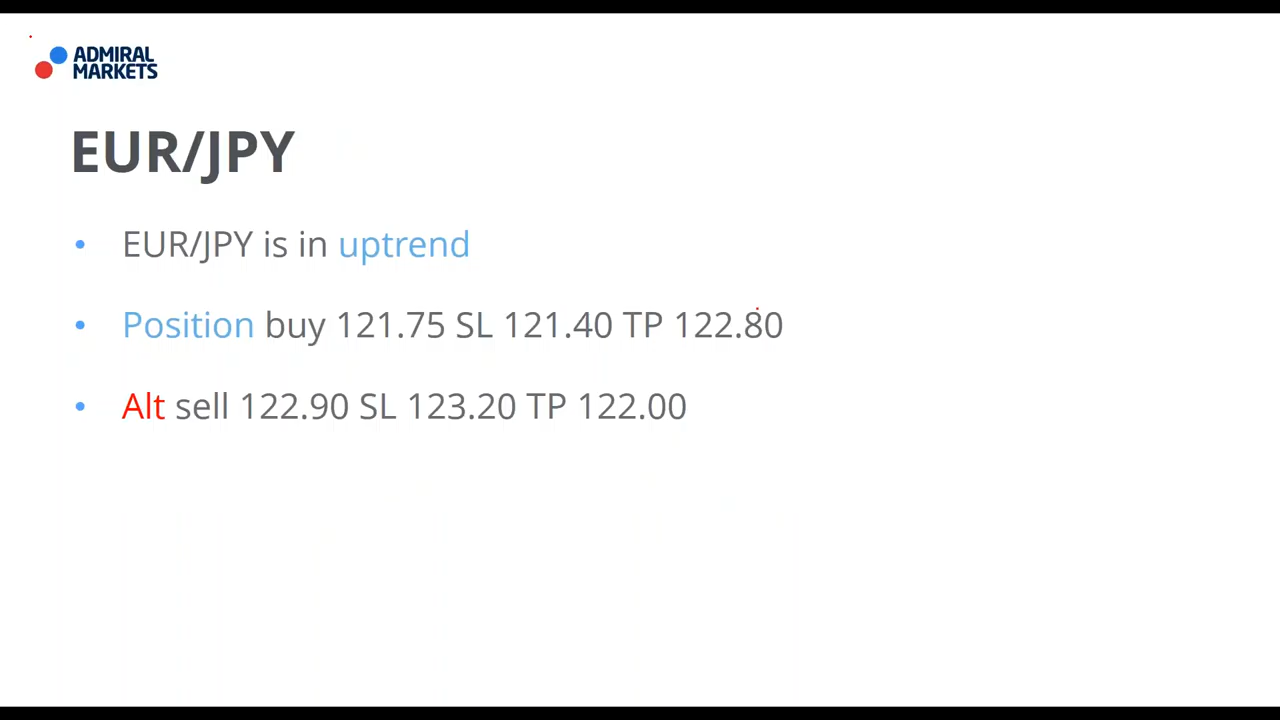 ADMIRAL
MARKETS
EUR/JPY
• EUR/JPY is in uptrend
• Position buy 121.75 SL 121.40 TP 122.80
• Alt sell 122.90 SL 123.20 TP 122.00